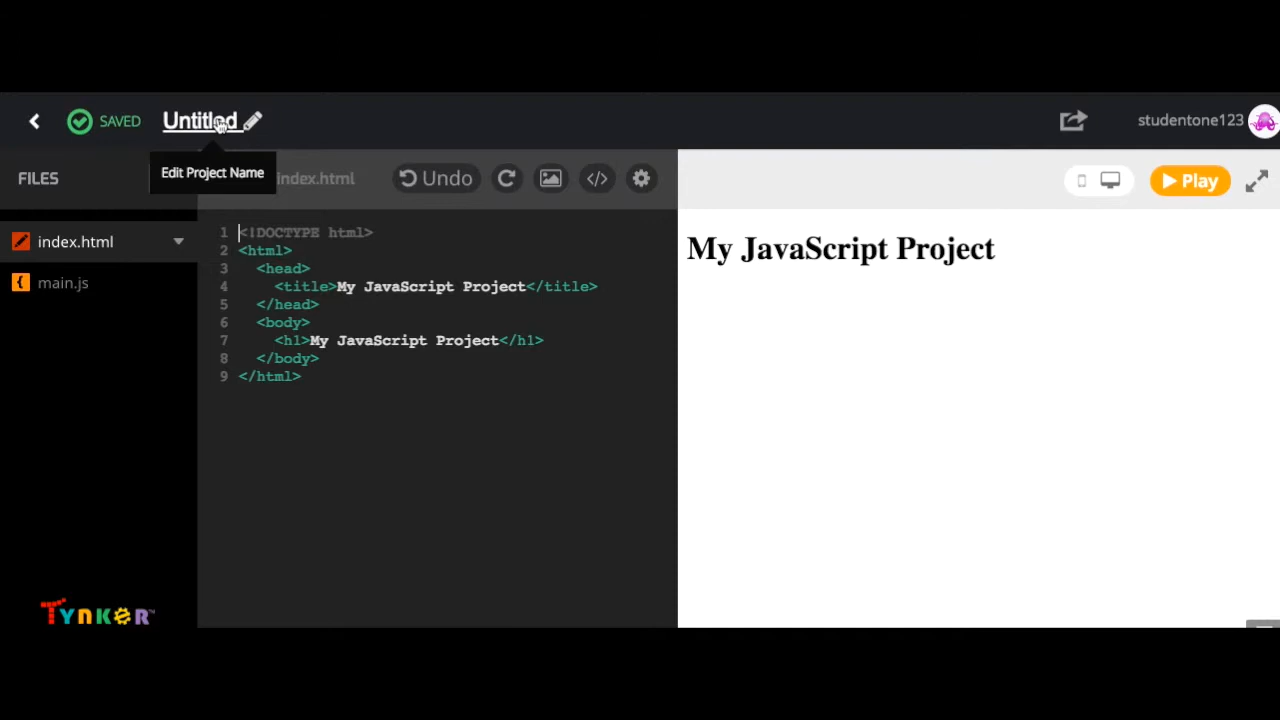 SAVED
Untitled
studentone123
Edit Project Name
FILES
index.html
Undo
</>
Play
index.html
main.js
1 <!DOCTYPE html>
2 <html>
3 <head>
4 <title>My JavaScript Project</title>
5 </head>
6 <body>
7 <h1>My JavaScript Project</h1>
8 </body>
9 </html>
My JavaScript Project
TYNKER™